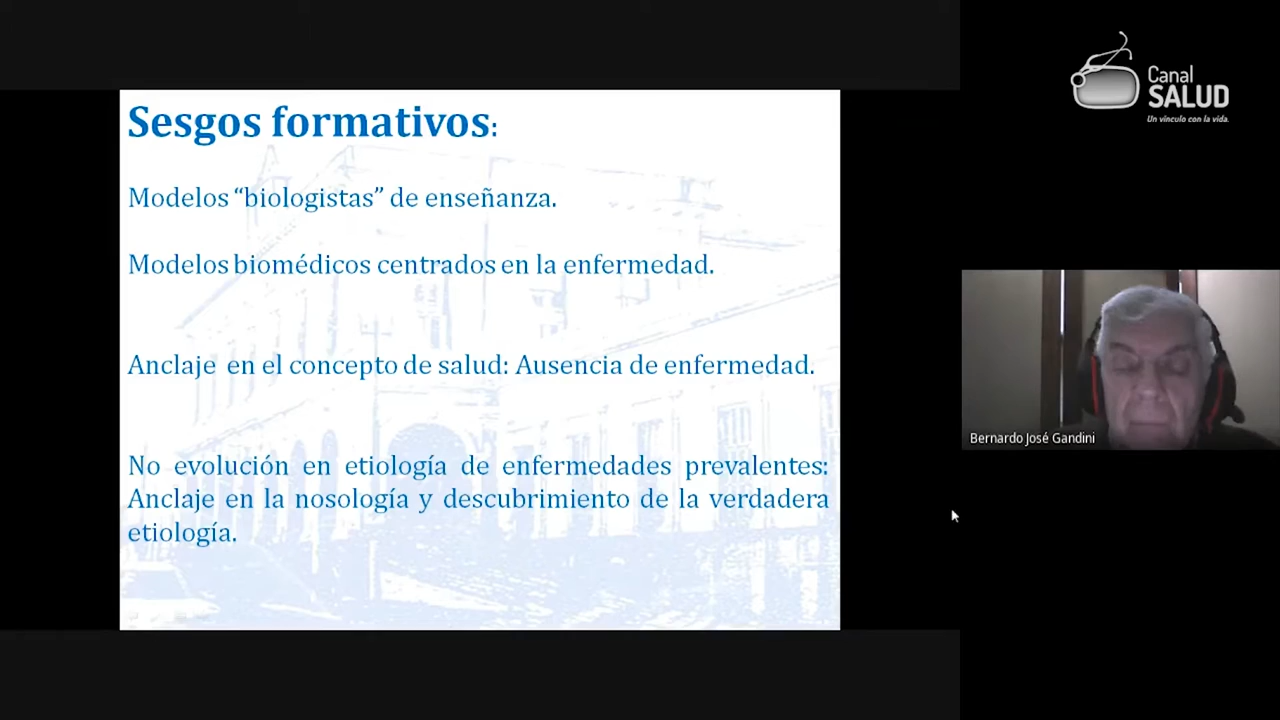 Sesgos formativos:
Modelos “biologistas” de enseñanza.
Modelos biomédicos centrados en la enfermedad.
Anclaje en el concepto de salud: Ausencia de enfermedad.
No evolución en etiología de enfermedades prevalentes:
Anclaje en la nosología y descubrimiento de la verdadera
etiología.
Canal
SALUD
Un vínculo con la vida.
Bernardo José Gandini